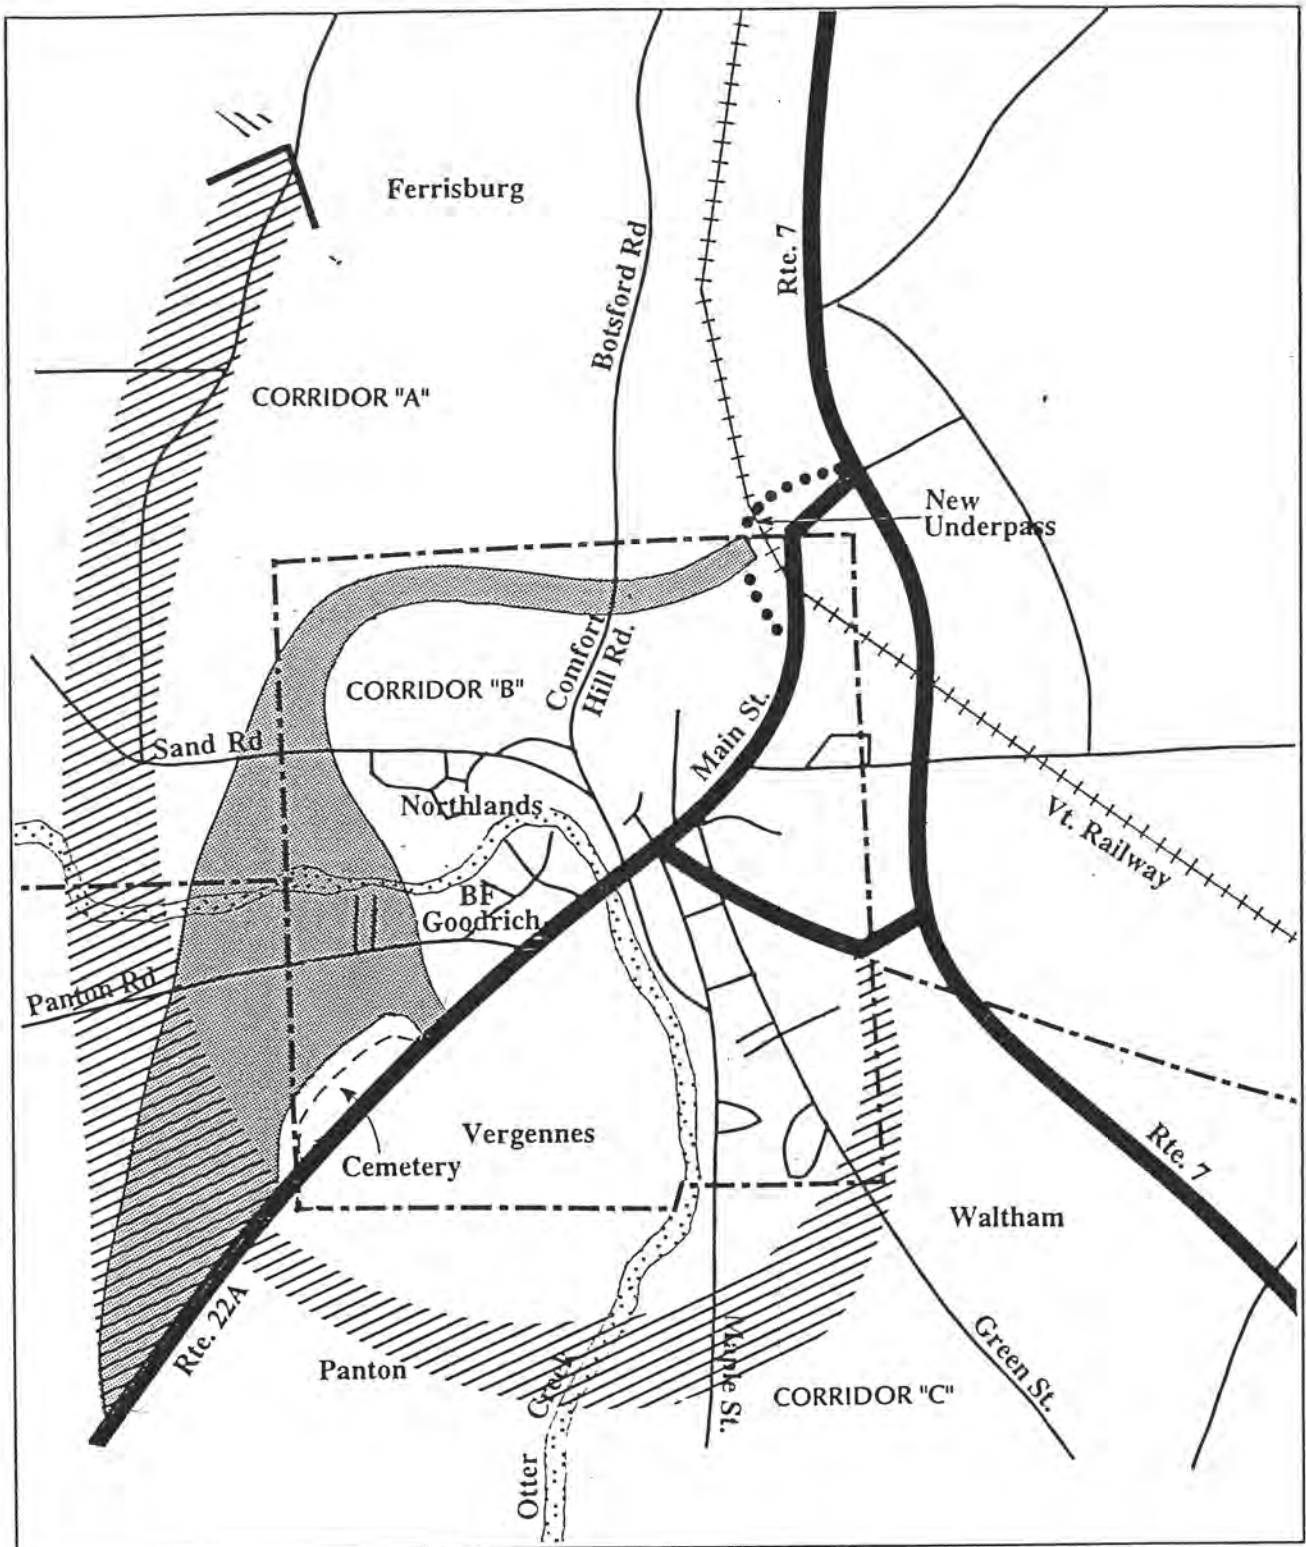 Ferrisburg
Botsford Rd
Rte. 7
CORRIDOR "A"
New
Underpass
Comfort
Hill Rd.
CORRIDOR "B"
Main St.
Sand Rd
Northlands
Vt. Railway
BF
Goodrich
Panton Rd
Vergennes
Cemetery
Rte. 7
Waltham
Rte. 22A
Panton
Creek
Maple St.
Green St.
CORRIDOR "C"
Otter